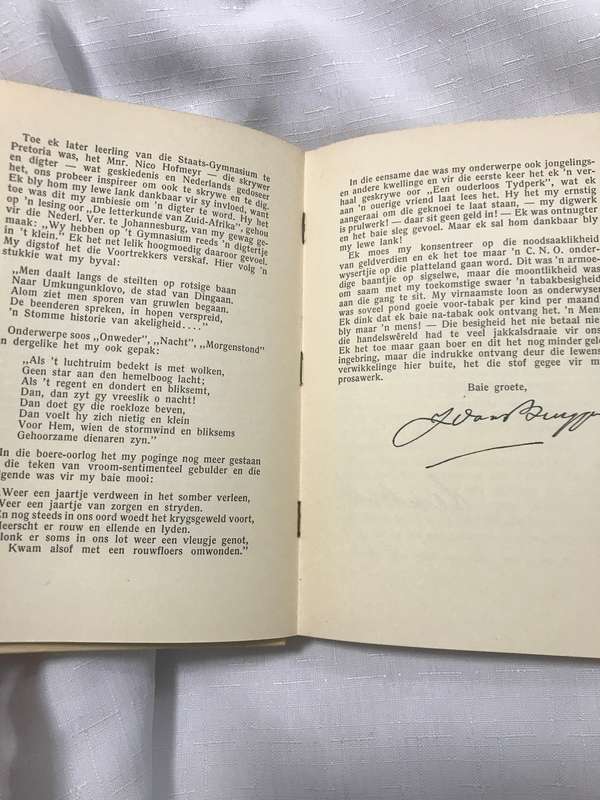 Toe ek later leerling van die Staats-Gymnasium te
Pretoria was, het Mnr. Nico Hofmeyr — die skrywer
en digter — wat geskiedenis en Nederlands gedoseer
het, ons probeer inspireer om ook te skrywe en te dig.
Ek bly hom my lewe lank dankbaar vir sy invloed, want
toe was dit my ambiesie om 'n digter te word. Hy het
op 'n lesing oor „De letterkunde van Zuid-Afrika”, gehou
vir die Nederl. Ver. te Johannesburg, van my gewag ge-
maak: „Wy hebben op 't Gymnasium reeds 'n digtertje
in 't klein.” Ek het net lelik hoogmoedig daaroor gevoel.
My digstof het die Voortrekkers verskaf. Hier volg 'n
stukkie wat my byval:
„Men daalt langs de steilten op rotsige baan
Naar Umkungunklovo, de stad van Dingaan.
Alom ziet men sporen van gruwlen begaan.
De beenderen spreken, in hopen verspreid,
'n Stomme historie van akeligheid....”
Onderwerpe soos „Onweder”, „Nacht”, „Morgenstond”
en dergelike het my ook gepak:
„Als 't luchtruim bedekt is met wolken,
Geen star aan den hemelboog lacht;
Als 't regent en dondert en bliksemt,
Dan, dan zyt gy vreeslik o nacht!
Dan doet gy die roekloze beven,
Dan voelt hy zich nietig en klein
Voor Hem, wien de stormwind en bliksems
Gehoorzame dienaren zyn.”
In die boere-oorlog het my poginge nog meer gestaan
die teken van vroom-sentimenteel gebulder en die
lgende was vir my baie mooi:
„Weer een jaartje verdween in het somber verleen,
Weer een jaartje van zorgen en stryden.
En nog steeds in ons oord woedt het krygsgeweld voort,
Heerscht er rouw en ellende en lyden.
lonk er soms in ons lot weer een vleugje genot,
Kwam alsof met een rouwfloers omwonden.”
In die eensame dae was my onderwerpe ook jongelings-
en andere kwellinge en vir die eerste keer het ek 'n ver-
haal geskrywe oor „Een ouderloos Tydperk”, wat ek
aan 'n ourige vriend laat lees het. Hy het my ernstig
aangeraai om die geknoei te laat staan, — my digwerk
is prulwerk! — daar sit geen geld in! — Ek was ontnugter
en het baie sleg gevoel. Maar ek sal hom dankbaar bly
my lewe lank!
Ek moes my konsentreer op die noodsaaklikheid
van geldverdien en ek het toe maar 'n C. N. O. onder-
wysertjie op die platteland gaan word. Dit was 'n armoe-
dige baantjie op sigselwe, maar die moontlikheid was
om saam met my toekomstige swaer 'n tabakbesigheid
aan die gang te sit. My virnaamste loon as onderwyser
was soveel pond goeie voor-tabak per kind per maand.
Ek dink dat ek baie na-tabak ook ontvang het. 'n Mens
bly maar 'n mens! — Die besigheid het nie betaal nie
die handelswêreld had te veel jakkalsdraaie vir ons
Ek het toe maar gaan boer en dit het nog minder geld
ingebring, maar die indrukke ontvang deur die lewens
verwikkelinge hier buite, het die stof gegee vir m
prosawerk.
Baie groete,